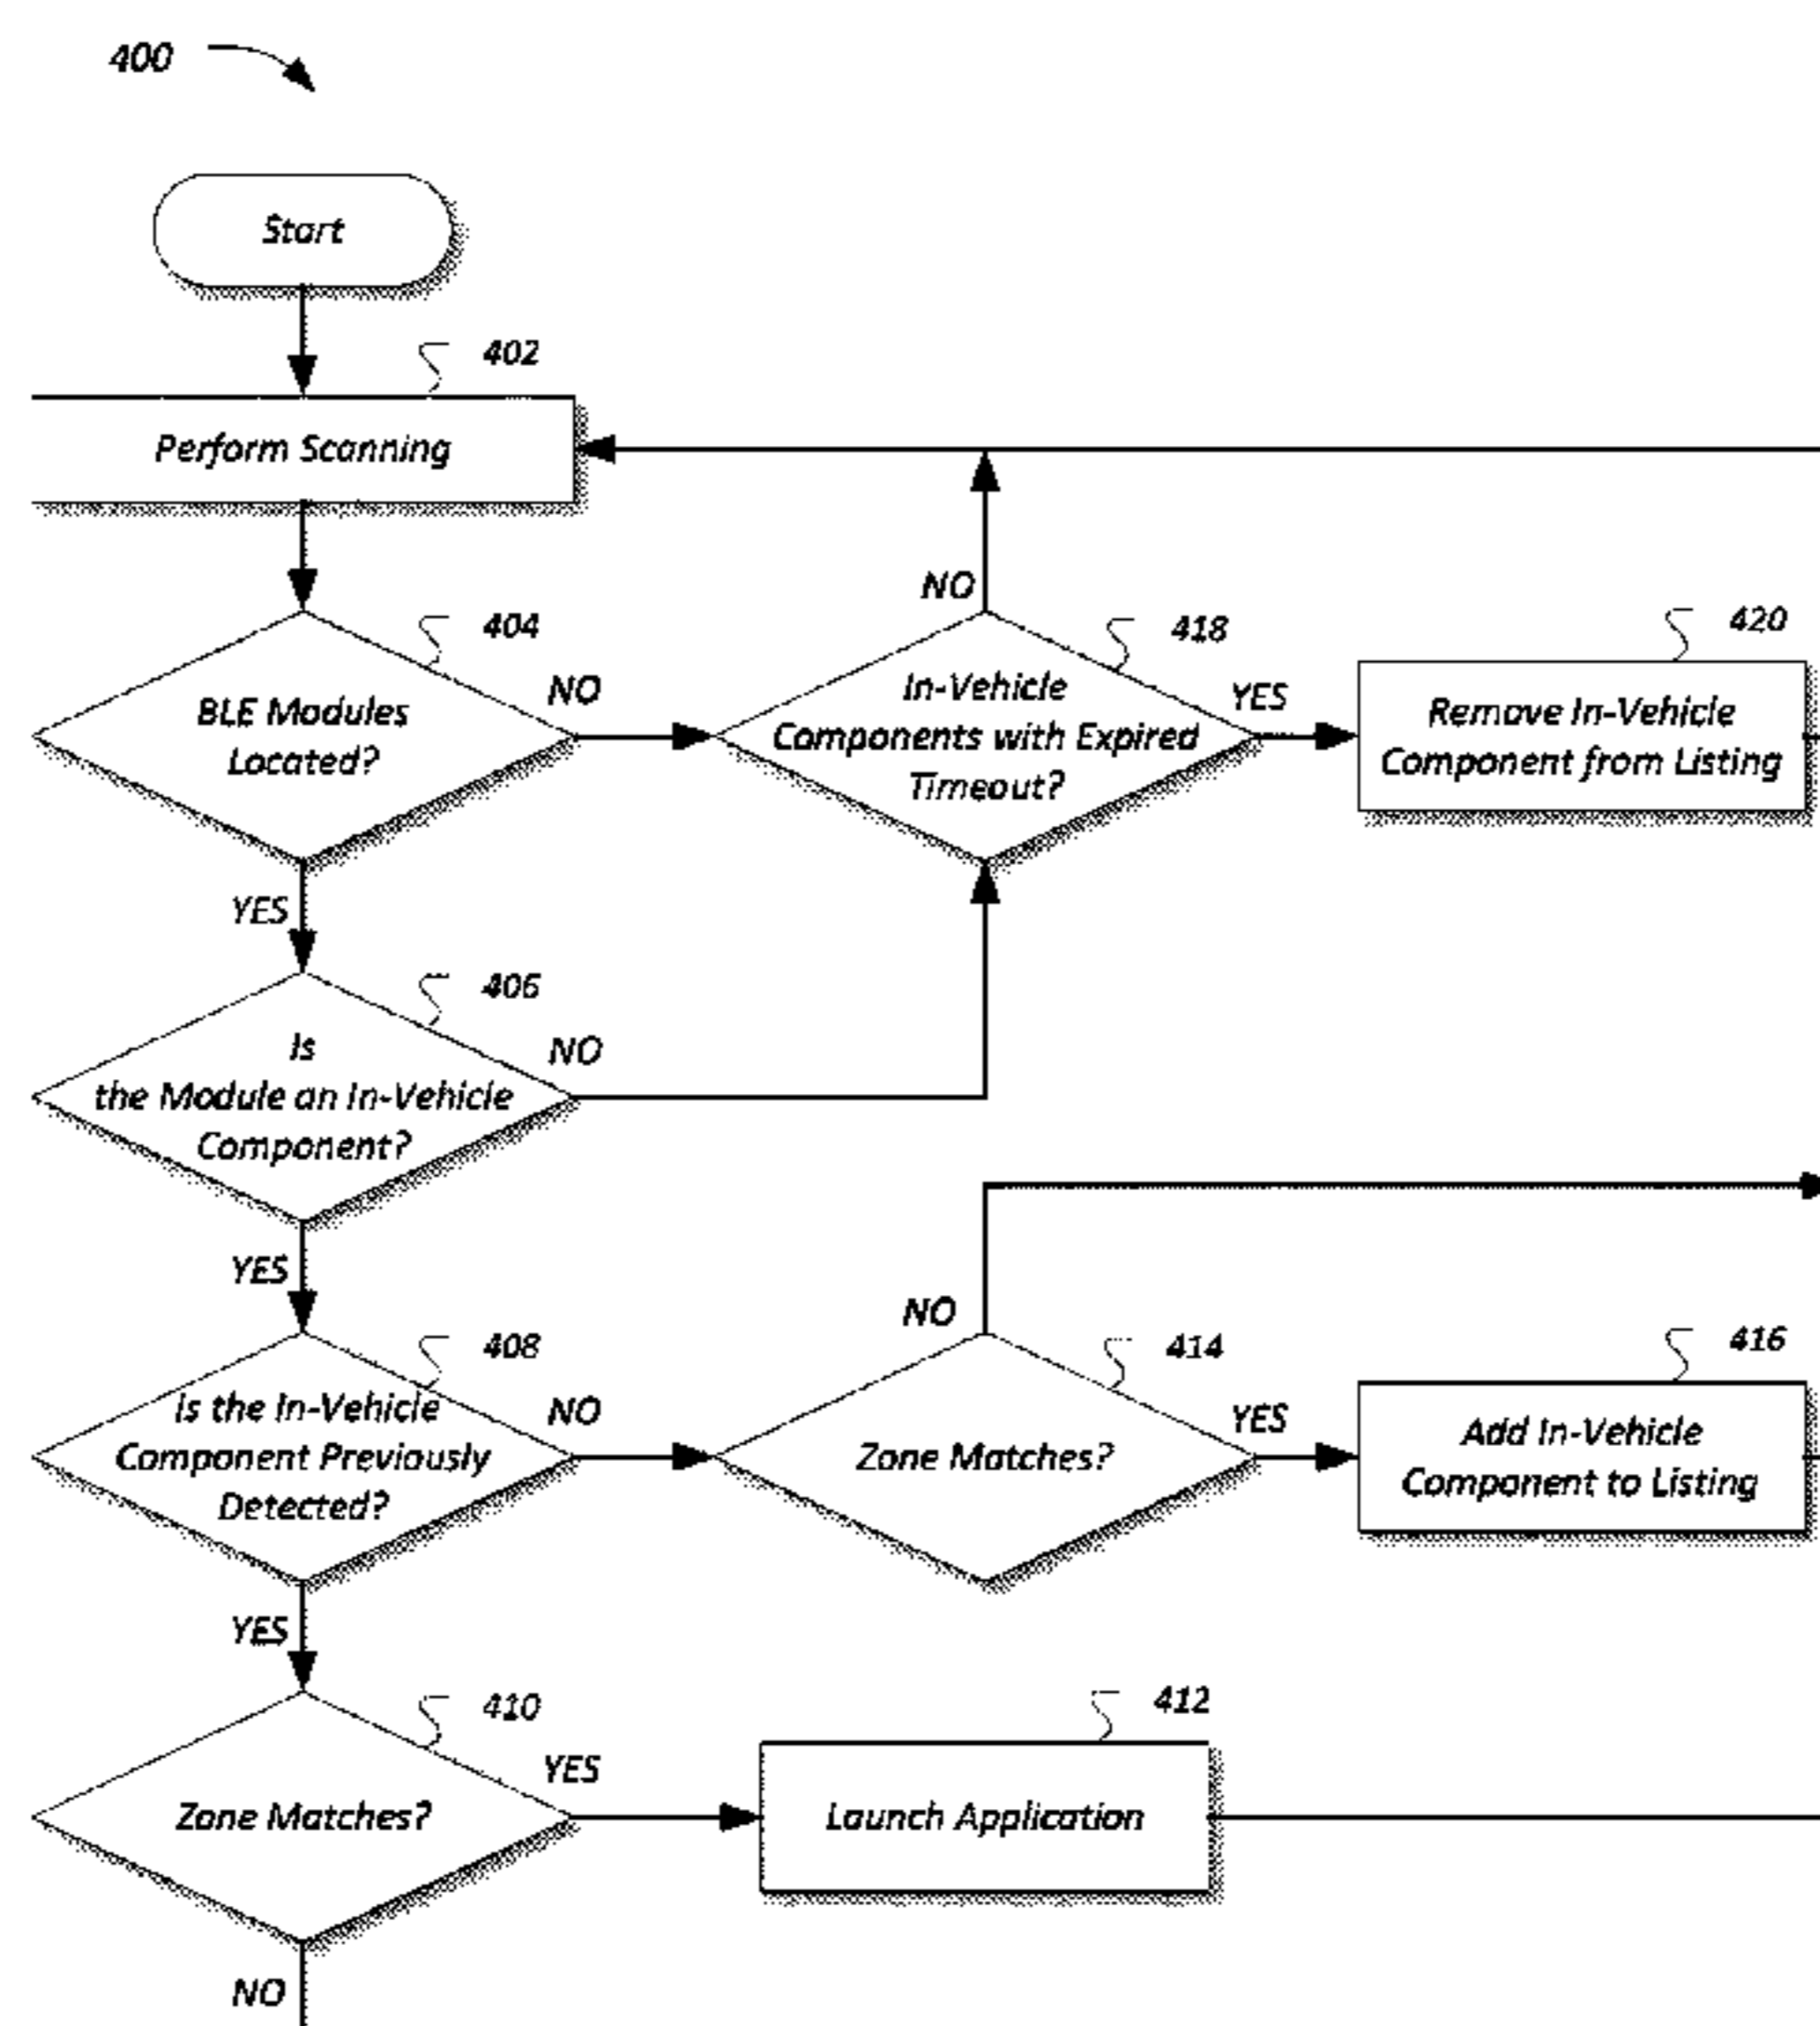 400
Start
402
Perform Scanning
404
BLE Modules
Located?
NO
YES
418
In-Vehicle
Components with Expired
Timeout?
NO
YES
420
Remove In-Vehicle
Component from Listing
406
Is
the Module an In-Vehicle
Component?
NO
YES
408
Is the In-Vehicle
Component Previously
Detected?
NO
YES
414
Zone Matches?
NO
YES
416
Add In-Vehicle
Component to Listing
410
Zone Matches?
YES
NO
412
Launch Application